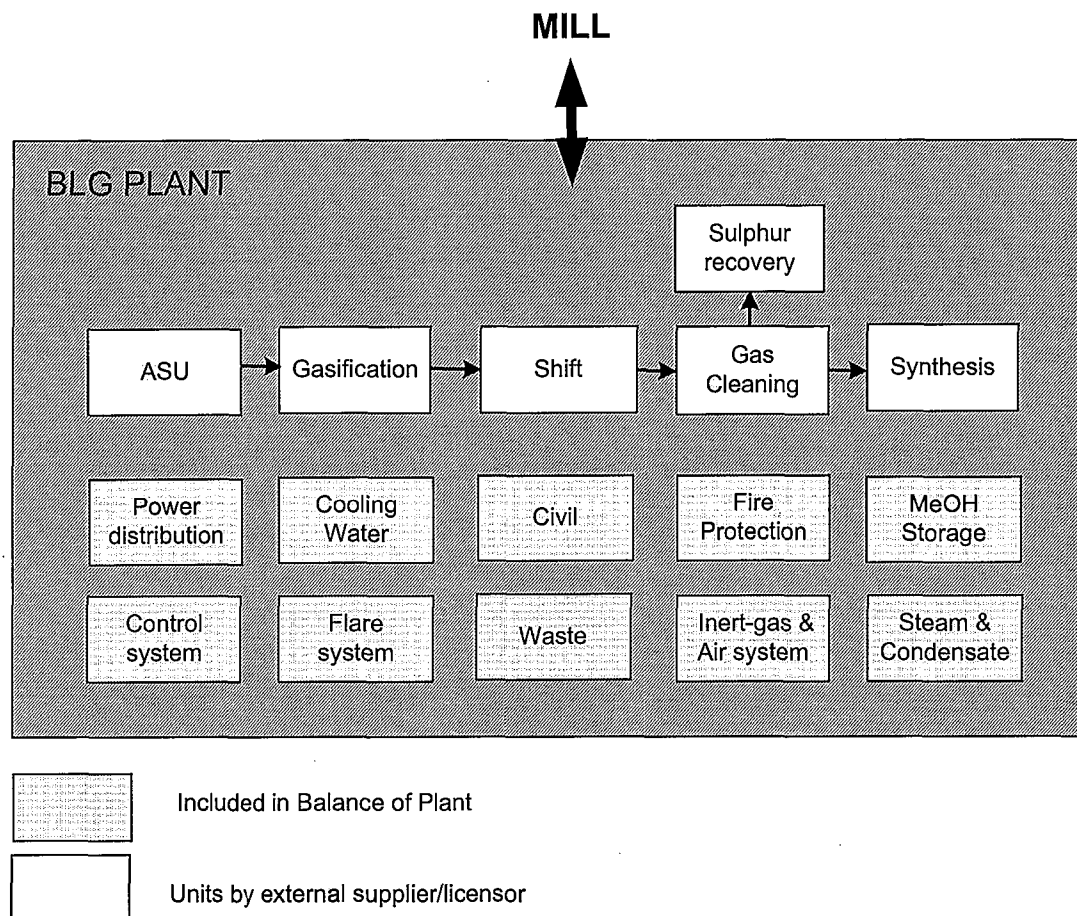 MILL
BLG PLANT
Sulphur
recovery
ASU
Gasification
Shift
Gas
Cleaning
Synthesis
Power
distribution
Cooling
Water
Civil
Fire
Protection
MeOH
Storage
Control
system
Flare
system
Waste
Inert-gas &
Air system
Steam &
Condensate
Included in Balance of Plant
Units by external supplier/licensor